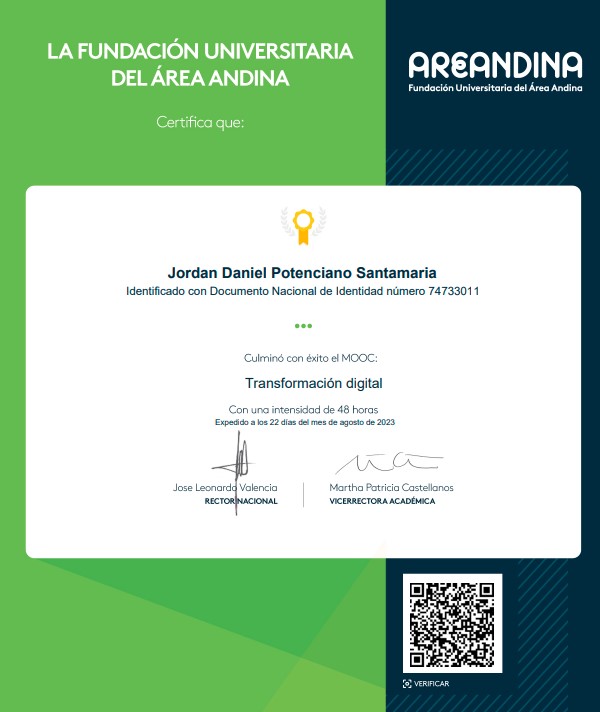 LA FUNDACIÓN UNIVERSITARIA
DEL ÁREA ANDINA
Certifica que:
AREANDINA
Fundación Universitaria del Área Andina
Jordan Daniel Potenciano Santamaria
Identificado con Documento Nacional de Identidad número 74733011
Culminó con éxito el MOOC:
Transformación digital
Con una intensidad de 48 horas
Expedido a los 22 días del mes de agosto de 2023
Jose Leonardo Valencia
RECTOR NACIONAL
Martha Patricia Castellanos
VICERRECTORA ACADÉMICA
VERIFICAR